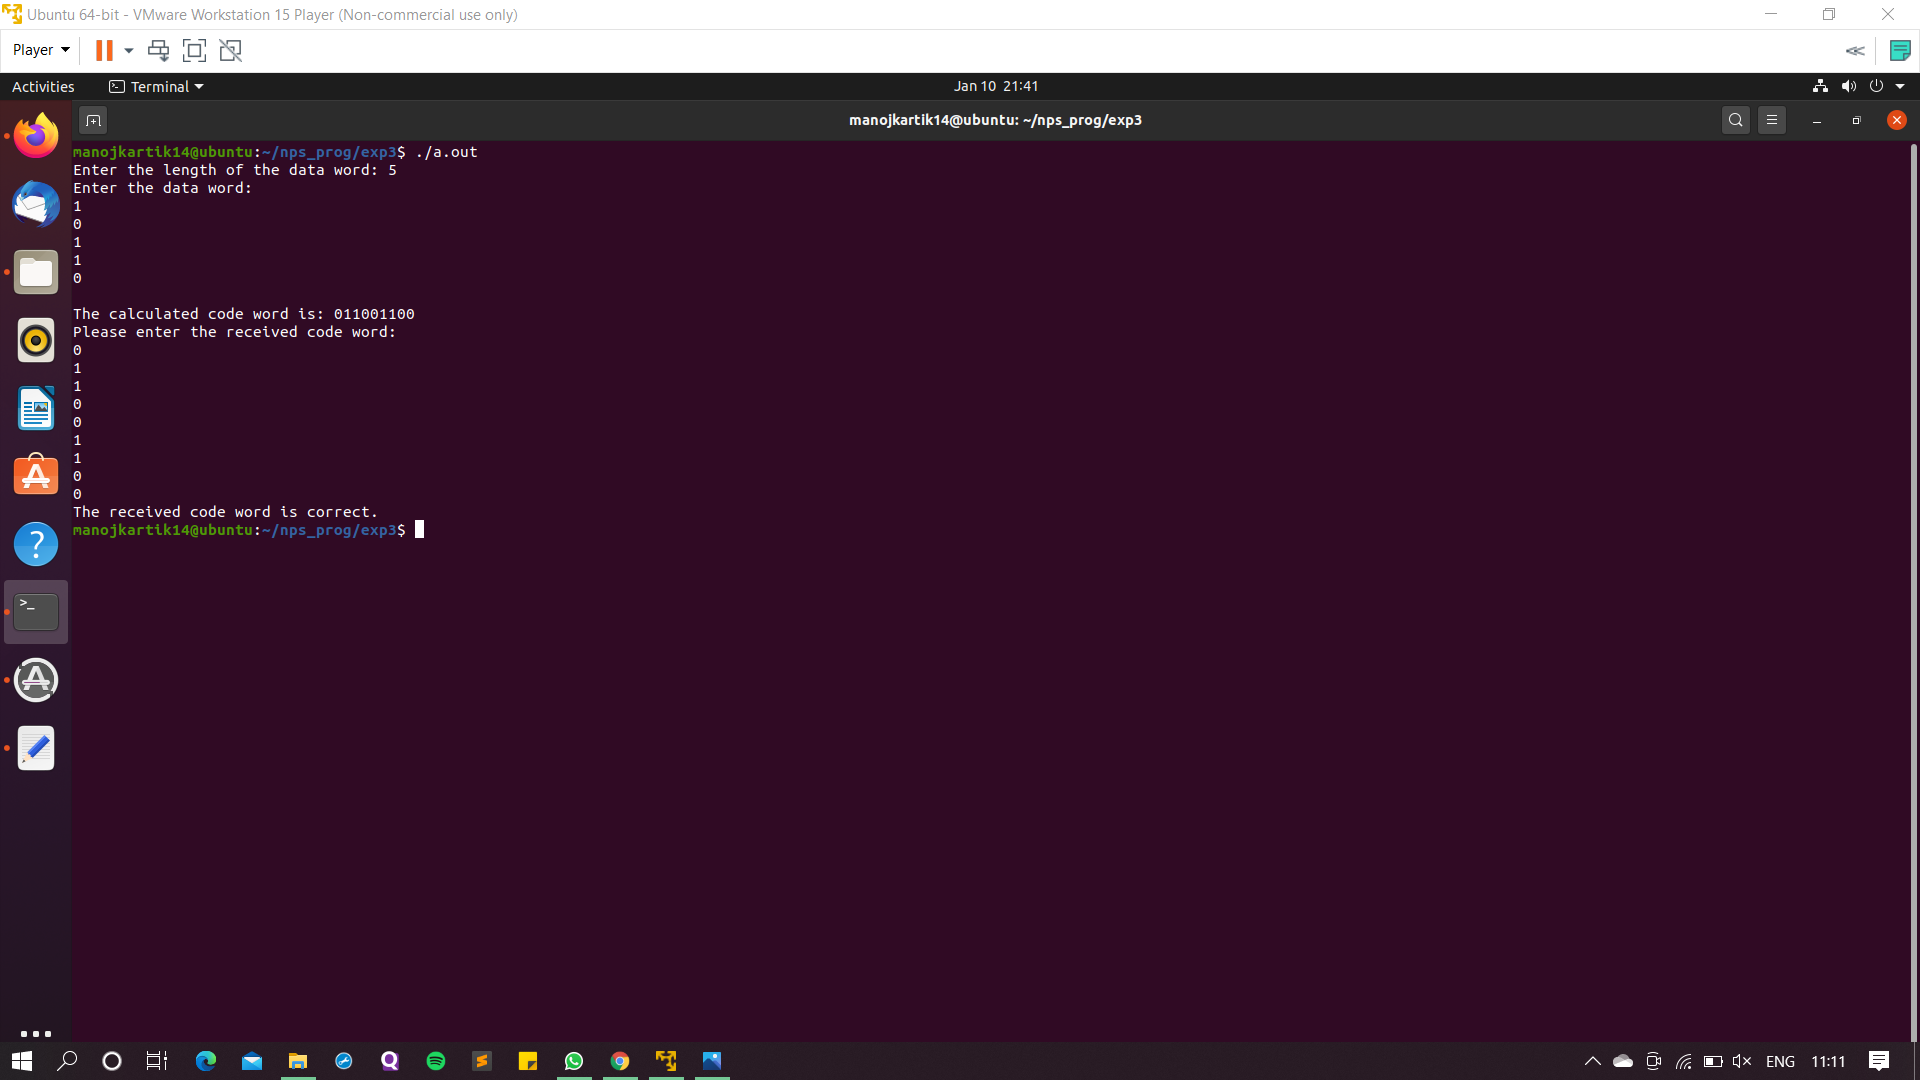 Ubuntu 64-bit - VMware Workstation 15 Player (Non-commercial use only)
Player
Activities
Terminal
Jan 10 21:41
manojkartik14@ubuntu: ~/nps_prog/exp3
manojkartik14@ubuntu:~/nps_prog/exp3$ ./a.out
Enter the length of the data word: 5
Enter the data word:
1
0
1
1
0
The calculated code word is: 011001100
Please enter the received code word:
0
1
1
0
0
1
1
0
0
The received code word is correct.
manojkartik14@ubuntu:~/nps_prog/exp3$
ENG
11:11